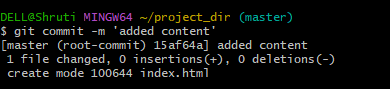 DELL@Shruti MINGW64 ~/project_dir (master)
$ git commit -m 'added content'
[master (root-commit) 15af64a] added content
 1 file changed, 0 insertions(+), 0 deletions(-)
 create mode 100644 index.html